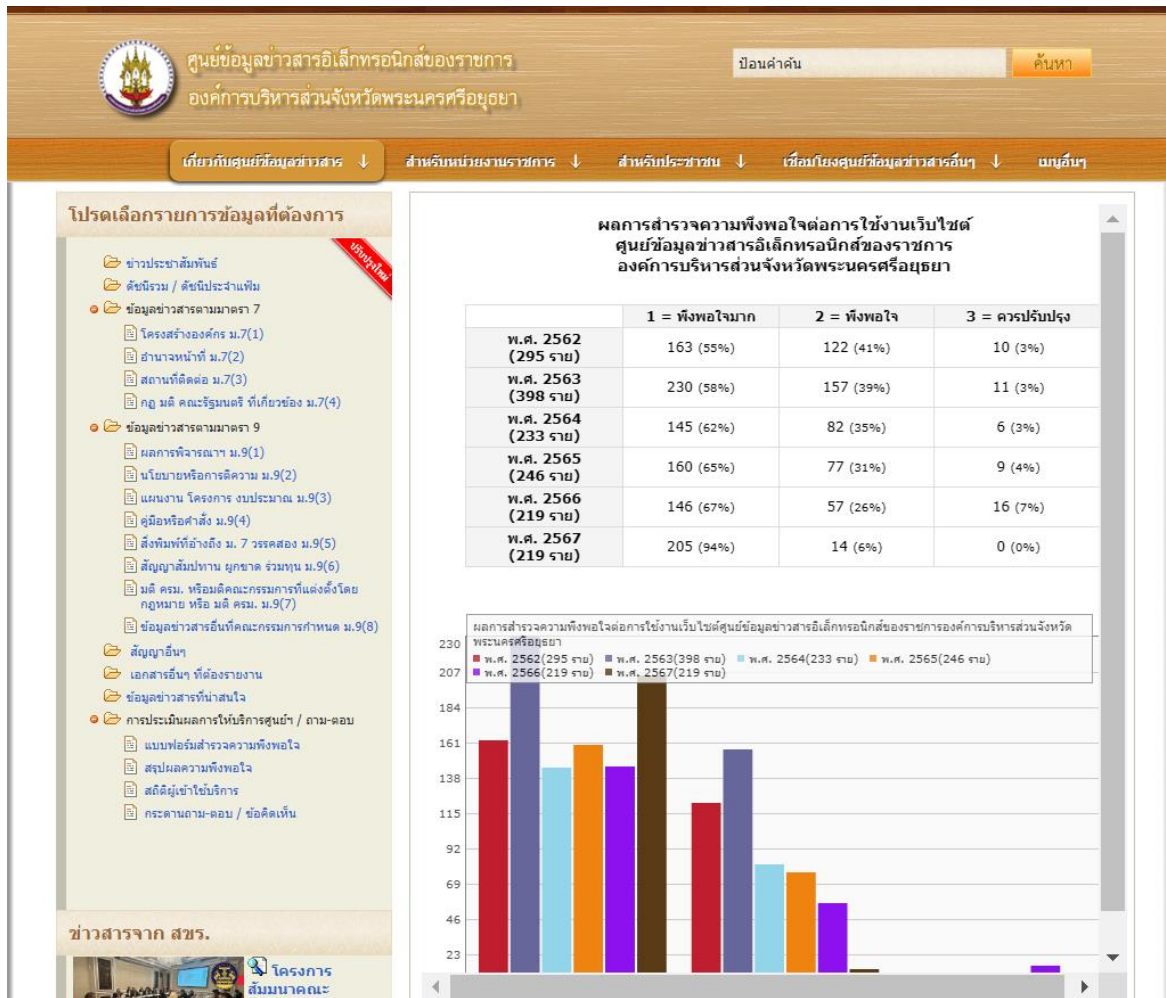 ศูนย์ข้อมูลข่าวสารอิเล็กทรอนิกส์ของราชการ
องค์การบริหารส่วนจังหวัดพระนครศรีอยุธยา
ป้อนคำค้น
ค้นหา
เกี่ยวกับศูนย์ข้อมูลข่าวสาร ↓ สำหรับหน่วยงานราชการ ↓ สำหรับประชาชน ↓ เชื่อมโยงศูนย์ข้อมูลข่าวสารอื่นๆ ↓ เมนูอื่นๆ
โปรดเลือกรายการข้อมูลที่ต้องการ
ปรับปรุงใหม่
ข่าวประชาสัมพันธ์
ดัชนีรวม / ดัชนีประจำแฟ้ม
ข้อมูลข่าวสารตามมาตรา 7
โครงสร้างองค์กร ม.7(1)
อำนาจหน้าที่ ม.7(2)
สถานที่ติดต่อ ม.7(3)
กฎ มติ คณะรัฐมนตรี ที่เกี่ยวข้อง ม.7(4)
ข้อมูลข่าวสารตามมาตรา 9
ผลการพิจารณาฯ ม.9(1)
นโยบายหรือการตีความ ม.9(2)
แผนงาน โครงการ งบประมาณ ม.9(3)
คู่มือหรือคำสั่ง ม.9(4)
สิ่งพิมพ์ที่อ้างถึง ม. 7 วรรคสอง ม.9(5)
สัญญาสัมปทาน ผูกขาด ร่วมทุน ม.9(6)
มติ ครม. หรือมติคณะกรรมการที่แต่งตั้งโดย
กฎหมาย หรือ มติ ครม. ม.9(7)
ข้อมูลข่าวสารอื่นที่คณะกรรมการกำหนด ม.9(8)
สัญญาอื่นๆ
เอกสารอื่นๆ ที่ต้องรายงาน
ข้อมูลข่าวสารที่น่าสนใจ
การประเมินผลการให้บริการศูนย์ฯ / ถาม-ตอบ
แบบฟอร์มสำรวจความพึงพอใจ
สรุปผลความพึงพอใจ
สถิติผู้เข้าใช้บริการ
กระดานถาม-ตอบ / ข้อคิดเห็น
ข่าวสารจาก สขร.
โครงการ
สัมมนาคณะ
ผลการสำรวจความพึงพอใจต่อการใช้งานเว็บไซต์
ศูนย์ข้อมูลข่าวสารอิเล็กทรอนิกส์ของราชการ
องค์การบริหารส่วนจังหวัดพระนครศรีอยุธยา
1 = พึงพอใจมาก 2 = พึงพอใจ 3 = ควรปรับปรุง
พ.ศ. 2562
(295 ราย) 163 (55%) 122 (41%) 10 (3%)
พ.ศ. 2563
(398 ราย) 230 (58%) 157 (39%) 11 (3%)
พ.ศ. 2564
(233 ราย) 145 (62%) 82 (35%) 6 (3%)
พ.ศ. 2565
(246 ราย) 160 (65%) 77 (31%) 9 (4%)
พ.ศ. 2566
(219 ราย) 146 (67%) 57 (26%) 16 (7%)
พ.ศ. 2567
(219 ราย) 205 (94%) 14 (6%) 0 (0%)
ผลการสำรวจความพึงพอใจต่อการใช้งานเว็บไซต์ศูนย์ข้อมูลข่าวสารอิเล็กทรอนิกส์ของราชการองค์การบริหารส่วนจังหวัด
พระนครศรีอยุธยา
พ.ศ. 2562(295 ราย) พ.ศ. 2563(398 ราย) พ.ศ. 2564(233 ราย) พ.ศ. 2565(246 ราย)
พ.ศ. 2566(219 ราย) พ.ศ. 2567(219 ราย)
230
207
184
161
138
115
92
69
46
23